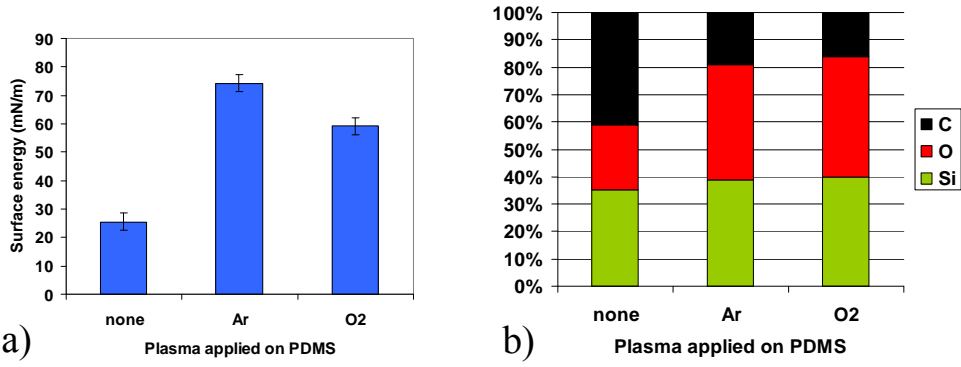 90
80
70
60
50
40
30
20
10
0
Surface energy (mN/m)
none Ar O2
Plasma applied on PDMS
a)
100%
90%
80%
70%
60%
50%
40%
30%
20%
10%
0%
none Ar O2
Plasma applied on PDMS
C
O
Si
b)